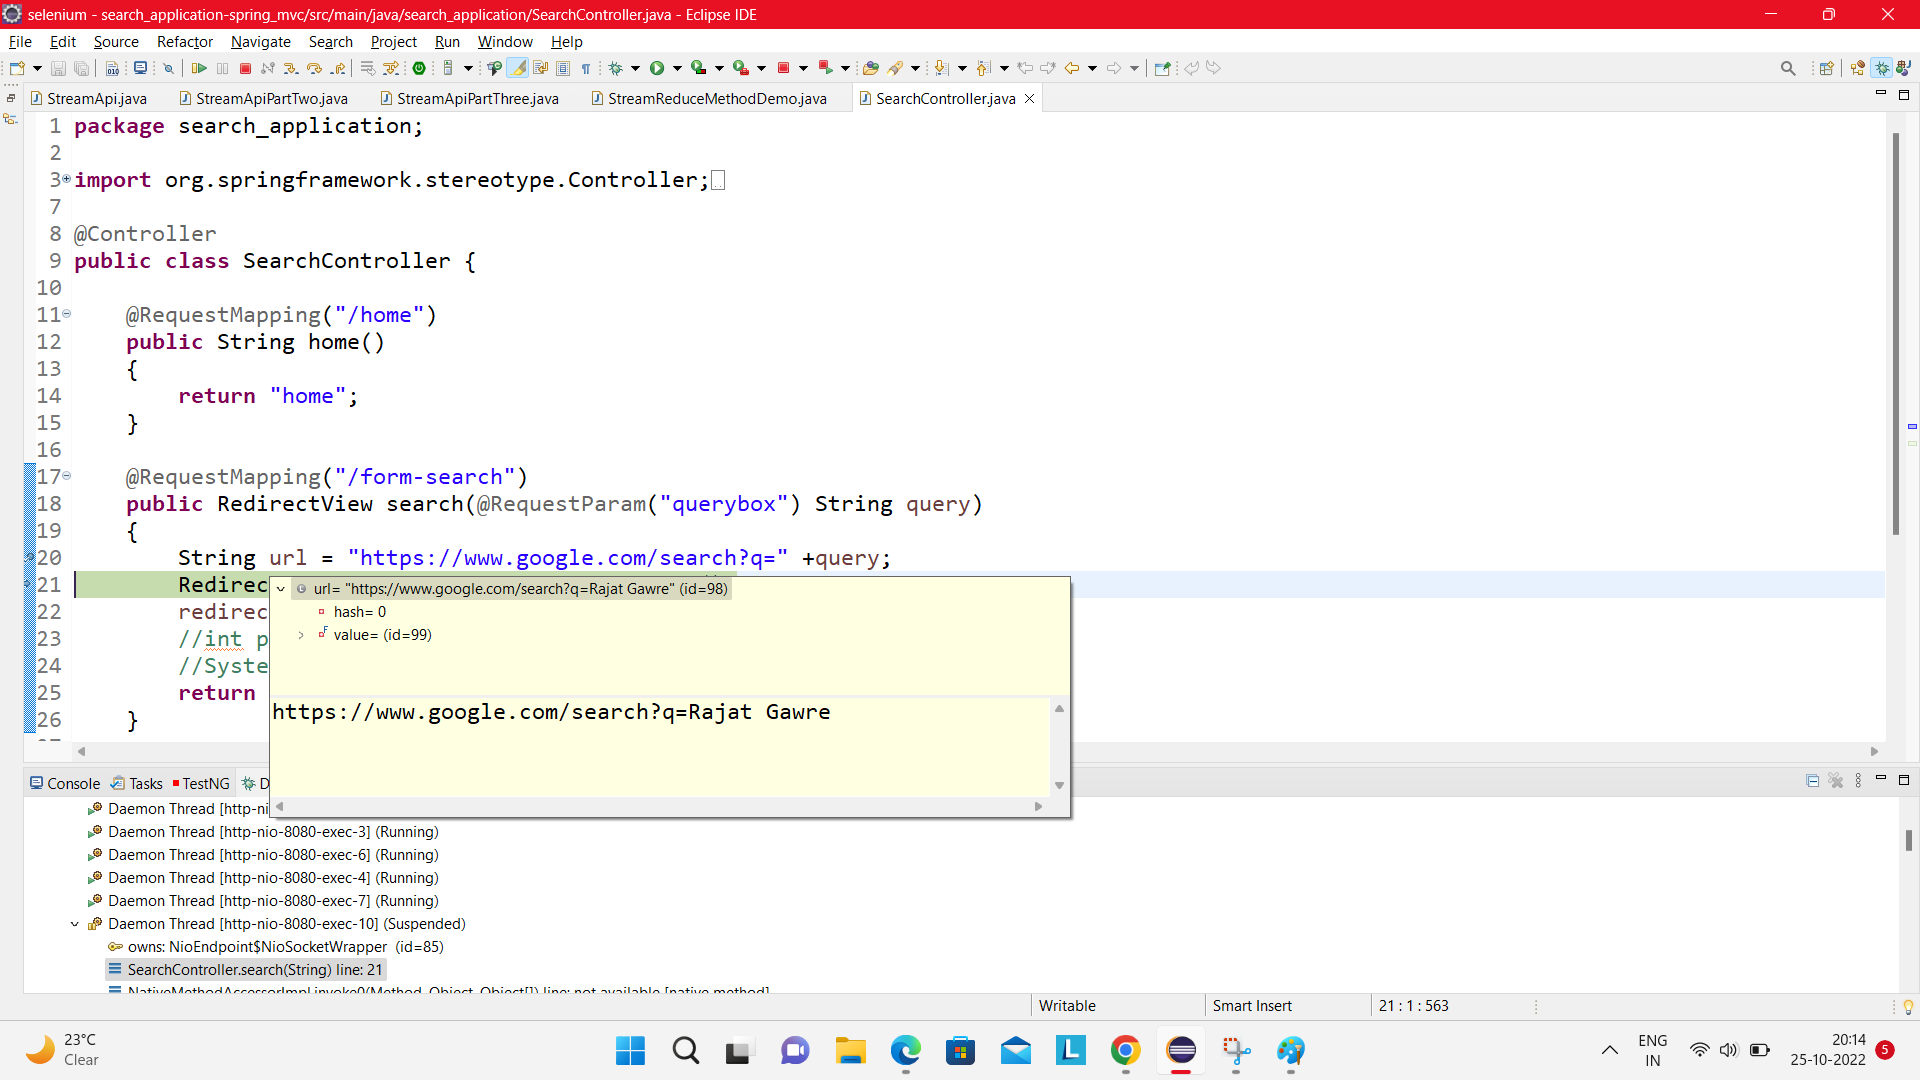 selenium - search_application-spring_mvc/src/main/java/search_application/SearchController.java - Eclipse IDE
File Edit Source Refactor Navigate Search Project Run Window Help
StreamApi.java StreamApiPartTwo.java StreamApiPartThree.java StreamReduceMethodDemo.java SearchController.java
1 package search_application;
2
3 import org.springframework.stereotype.Controller;
7
8 @Controller
9 public class SearchController {
10
11 @RequestMapping("/home")
12 public String home()
13 {
14 return "home";
15 }
16
17 @RequestMapping("/form-search")
18 public RedirectView search(@RequestParam("querybox") String query)
19 {
20 String url = "https://www.google.com/search?q=" +query;
21 Redirec
url= "https://www.google.com/search?q=Rajat Gawre" (id=98)
22 redirec
hash= 0
23 //int p
value= (id=99)
24 //Syste
25 return
26 }
https://www.google.com/search?q=Rajat Gawre
Console Tasks TestNG D
Daemon Thread [http-ni
Daemon Thread [http-nio-8080-exec-3] (Running)
Daemon Thread [http-nio-8080-exec-6] (Running)
Daemon Thread [http-nio-8080-exec-4] (Running)
Daemon Thread [http-nio-8080-exec-7] (Running)
Daemon Thread [http-nio-8080-exec-10] (Suspended)
owns: NioEndpoint$NioSocketWrapper (id=85)
SearchController.search(String) line: 21
NativeMethodAccessorImpl.invoke0(Method, Object, Object[]) line: not available [native method]
Writable Smart Insert 21 : 1 : 563
23°C
Clear
ENG
IN
20:14
25-10-2022
5